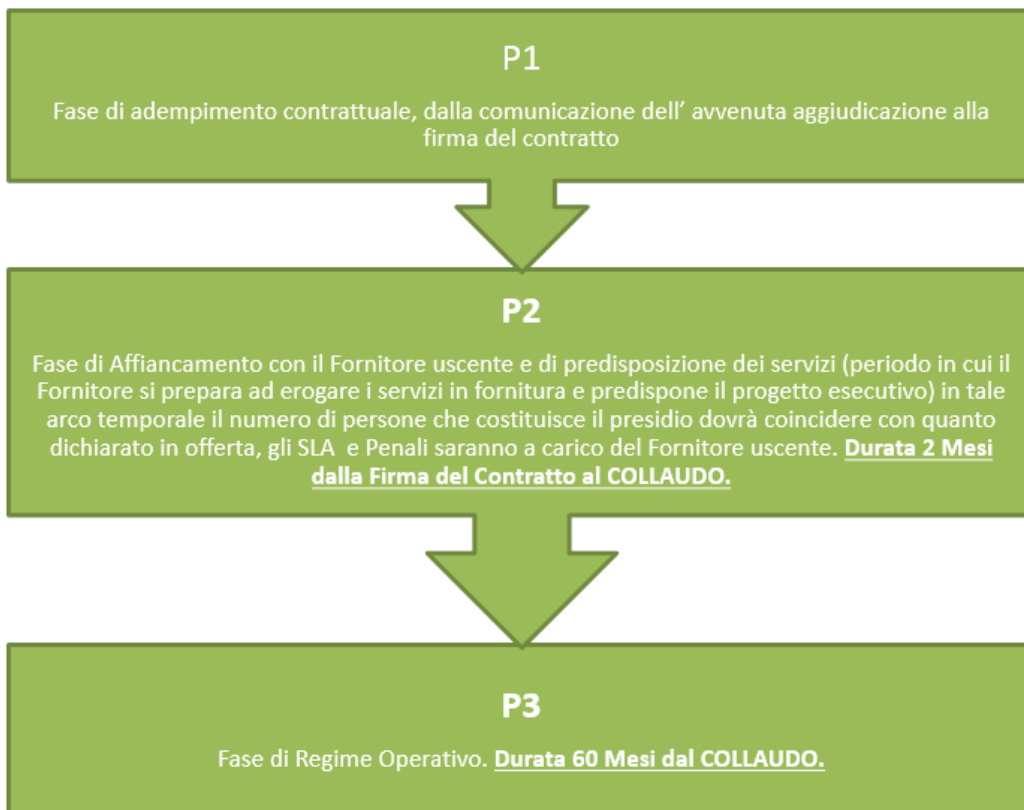 P1
Fase di adempimento contrattuale, dalla comunicazione dell’ avvenuta aggiudicazione alla
firma del contratto
P2
Fase di Affiancamento con il Fornitore uscente e di predisposizione dei servizi (periodo in cui il
Fornitore si prepara ad erogare i servizi in fornitura e predispone il progetto esecutivo) in tale
arco temporale il numero di persone che costituisce il presidio dovrà coincidere con quanto
dichiarato in offerta, gli SLA e Penali saranno a carico del Fornitore uscente. Durata 2 Mesi
dalla Firma del Contratto al COLLAUDO.
P3
Fase di Regime Operativo. Durata 60 Mesi dal COLLAUDO.